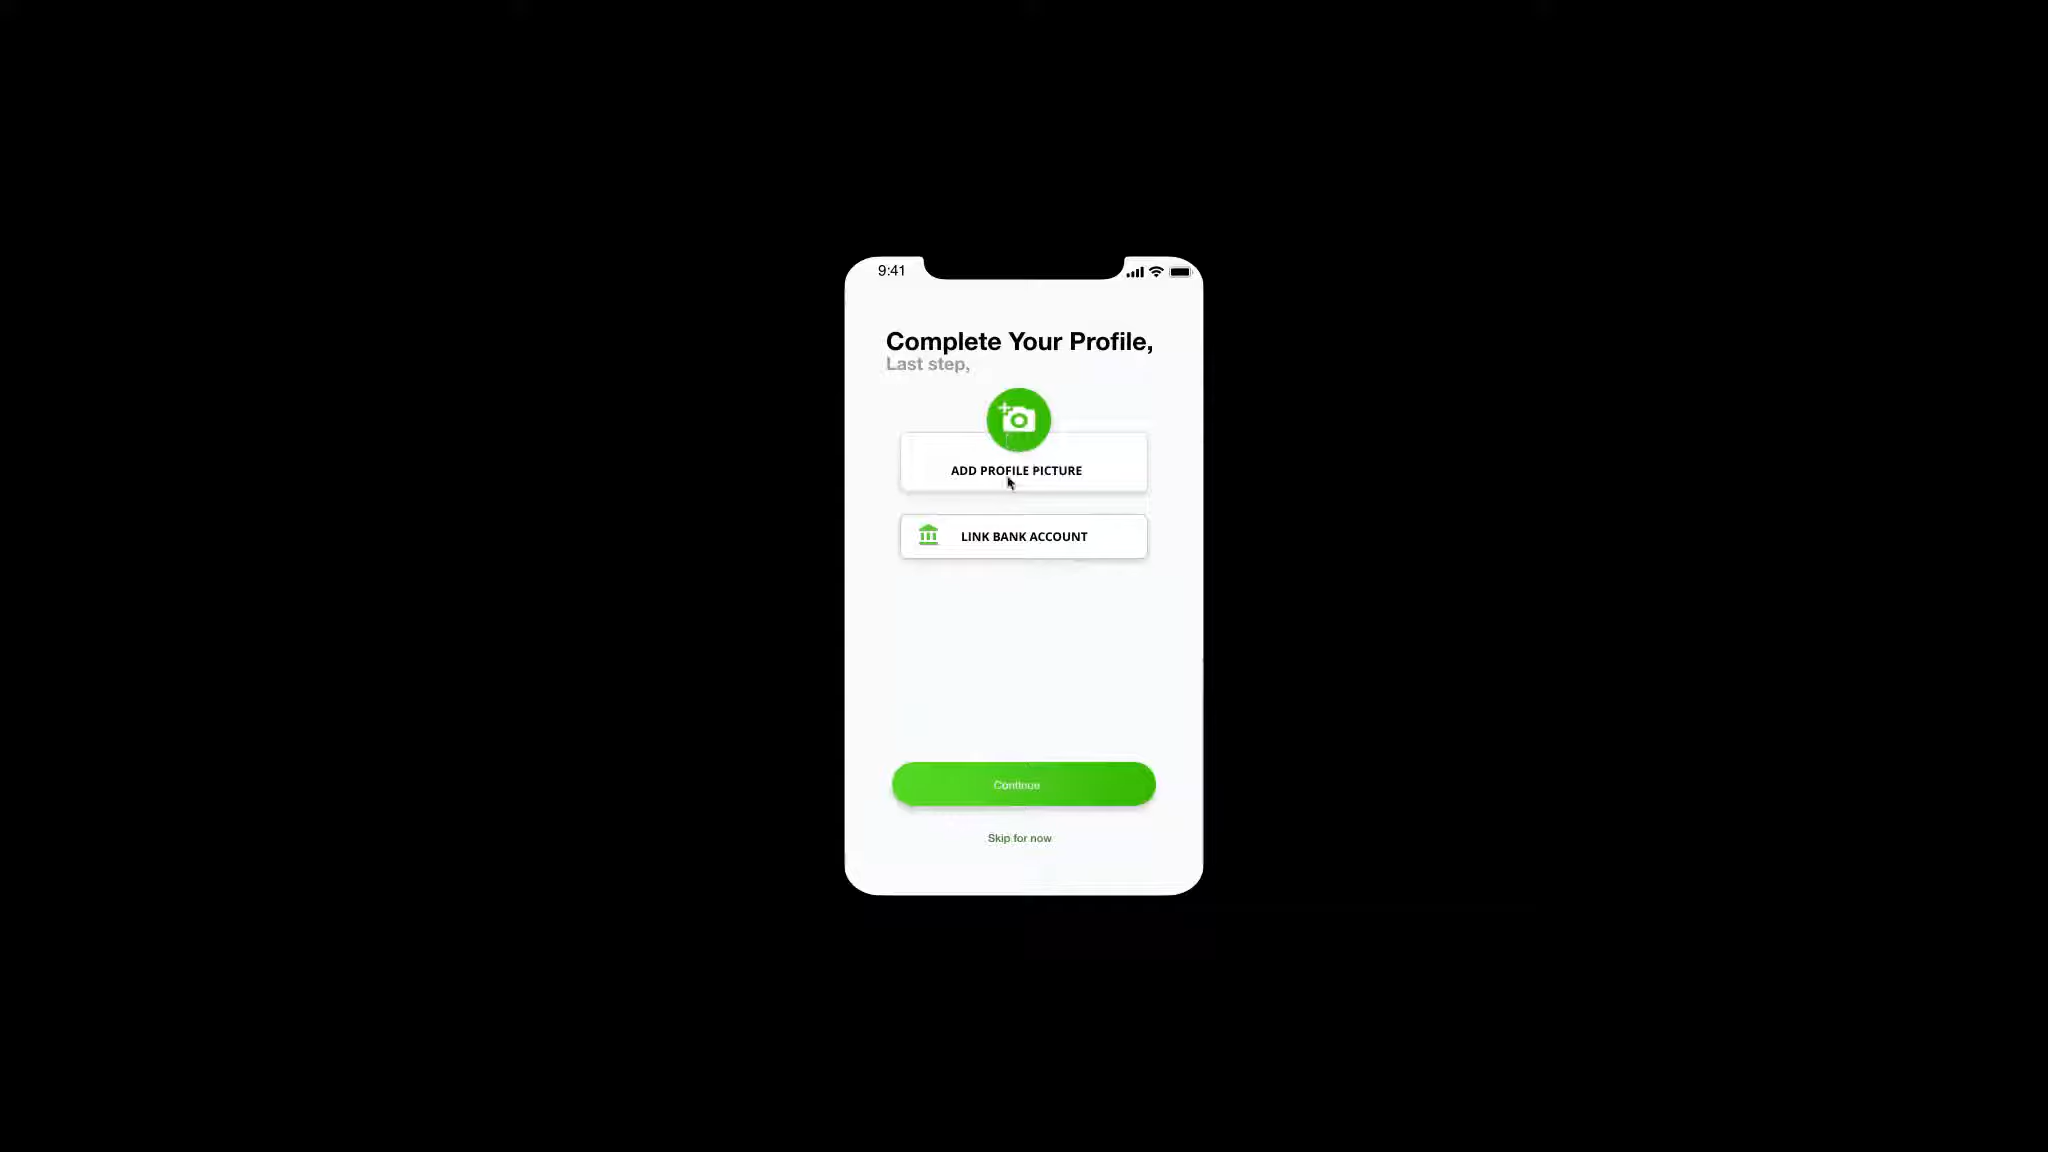 9:41
Complete Your Profile,
Last step,
ADD PROFILE PICTURE
LINK BANK ACCOUNT
Continue
Skip for now